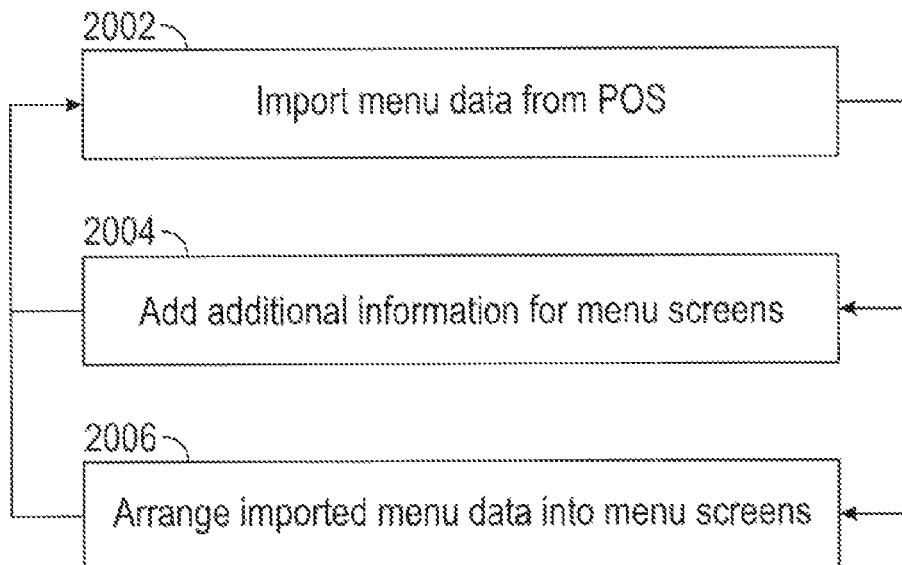 2002
Import menu data from POS
2004
Add additional information for menu screens
2006
Arrange imported menu data into menu screens